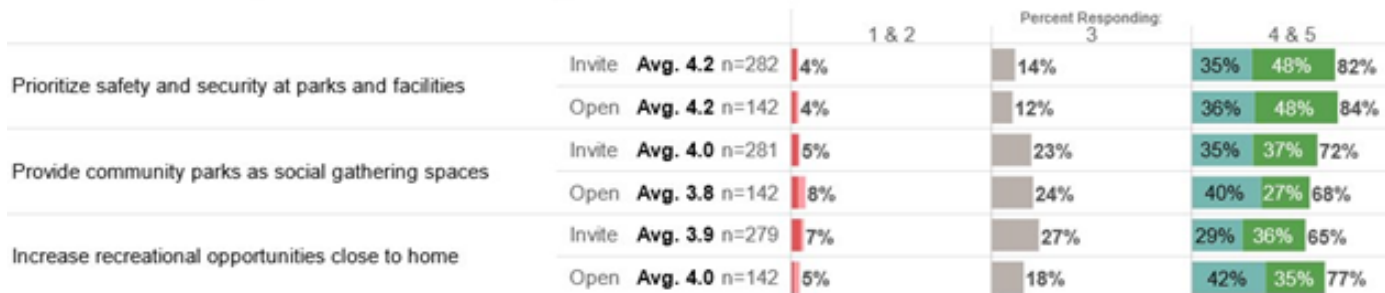 Percent Responding:
1 & 2 3 4 & 5
Prioritize safety and security at parks and facilities
Invite Avg. 4.2 n=282 4% 14% 35% 48% 82%
Open Avg. 4.2 n=142 4% 12% 36% 48% 84%
Provide community parks as social gathering spaces
Invite Avg. 4.0 n=281 5% 23% 35% 37% 72%
Open Avg. 3.8 n=142 8% 24% 40% 27% 68%
Increase recreational opportunities close to home
Invite Avg. 3.9 n=279 7% 27% 29% 36% 65%
Open Avg. 4.0 n=142 5% 18% 42% 35% 77%